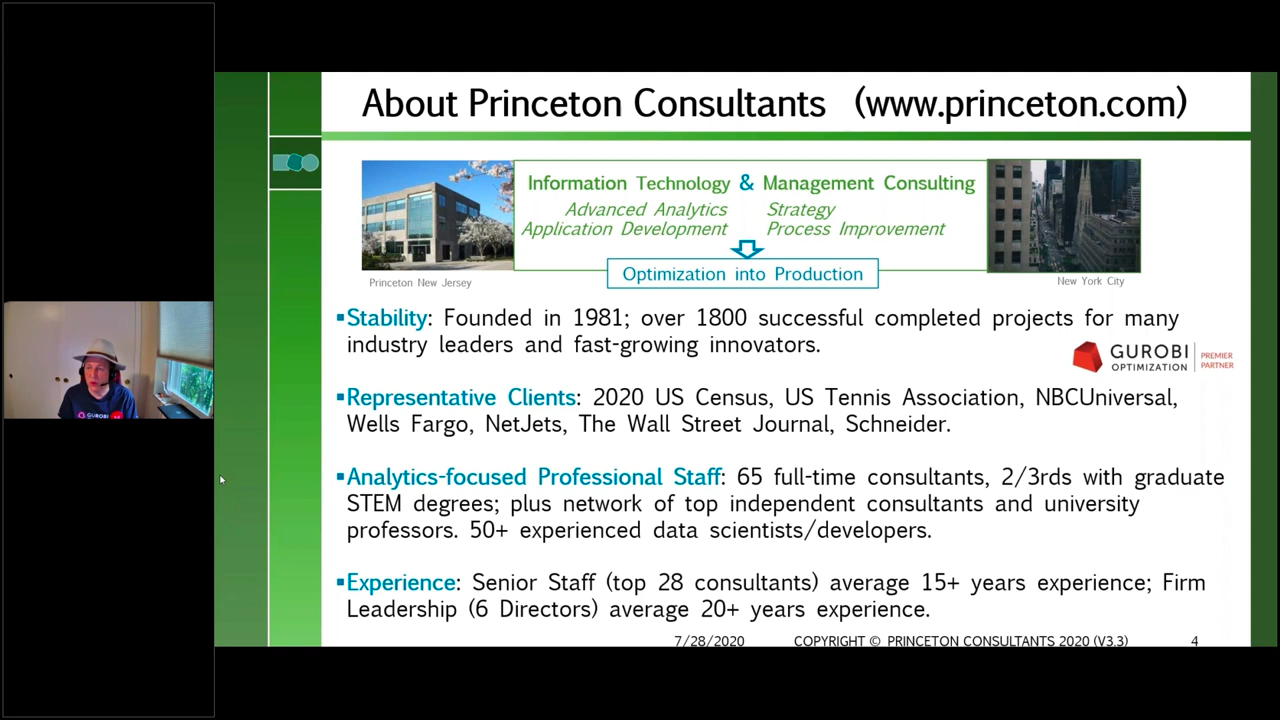 About Princeton Consultants (www.princeton.com)
Information Technology & Management Consulting
Advanced Analytics Strategy
Application Development Process Improvement
Optimization into Production
Princeton New Jersey
New York City
▪Stability: Founded in 1981; over 1800 successful completed projects for many
industry leaders and fast-growing innovators.
GUROBI
OPTIMIZATION
PREMIER
PARTNER
▪Representative Clients: 2020 US Census, US Tennis Association, NBCUniversal,
Wells Fargo, NetJets, The Wall Street Journal, Schneider.
▪Analytics-focused Professional Staff: 65 full-time consultants, 2/3rds with graduate
STEM degrees; plus network of top independent consultants and university
professors. 50+ experienced data scientists/developers.
▪Experience: Senior Staff (top 28 consultants) average 15+ years experience; Firm
Leadership (6 Directors) average 20+ years experience.
7/28/2020 COPYRIGHT © PRINCETON CONSULTANTS 2020 (V3.3) 4
GUROBI